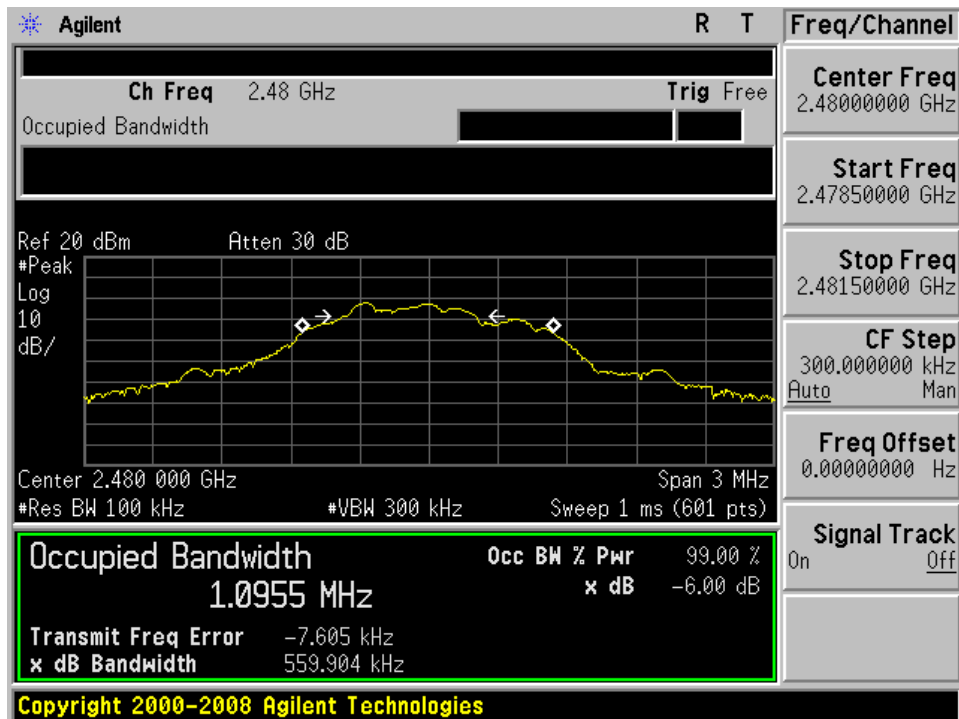 Agilent R T
Ch Freq 2.48 GHz Trig Free
Occupied Bandwidth
Ref 20 dBm Atten 30 dB
#Peak
Log
10
dB/
Center 2.480 000 GHz Span 3 MHz
#Res BW 100 kHz #VBW 300 kHz Sweep 1 ms (601 pts)
Occupied Bandwidth Occ BW % Pwr 99.00 %
1.0955 MHz x dB -6.00 dB
Transmit Freq Error -7.605 kHz
x dB Bandwidth 559.904 kHz
Copyright 2000-2008 Agilent Technologies
Freq/Channel
Center Freq
2.48000000 GHz
Start Freq
2.47850000 GHz
Stop Freq
2.48150000 GHz
CF Step
300.000000 kHz
Auto Man
Freq Offset
0.00000000 Hz
Signal Track
On Off